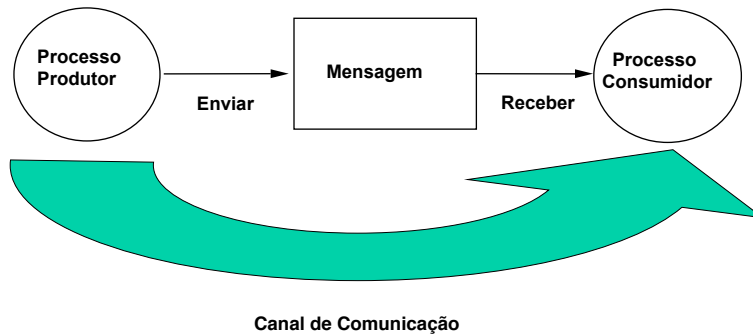 Processo
Produtor
Enviar
Mensagem
Receber
Processo
Consumidor
Canal de Comunicação